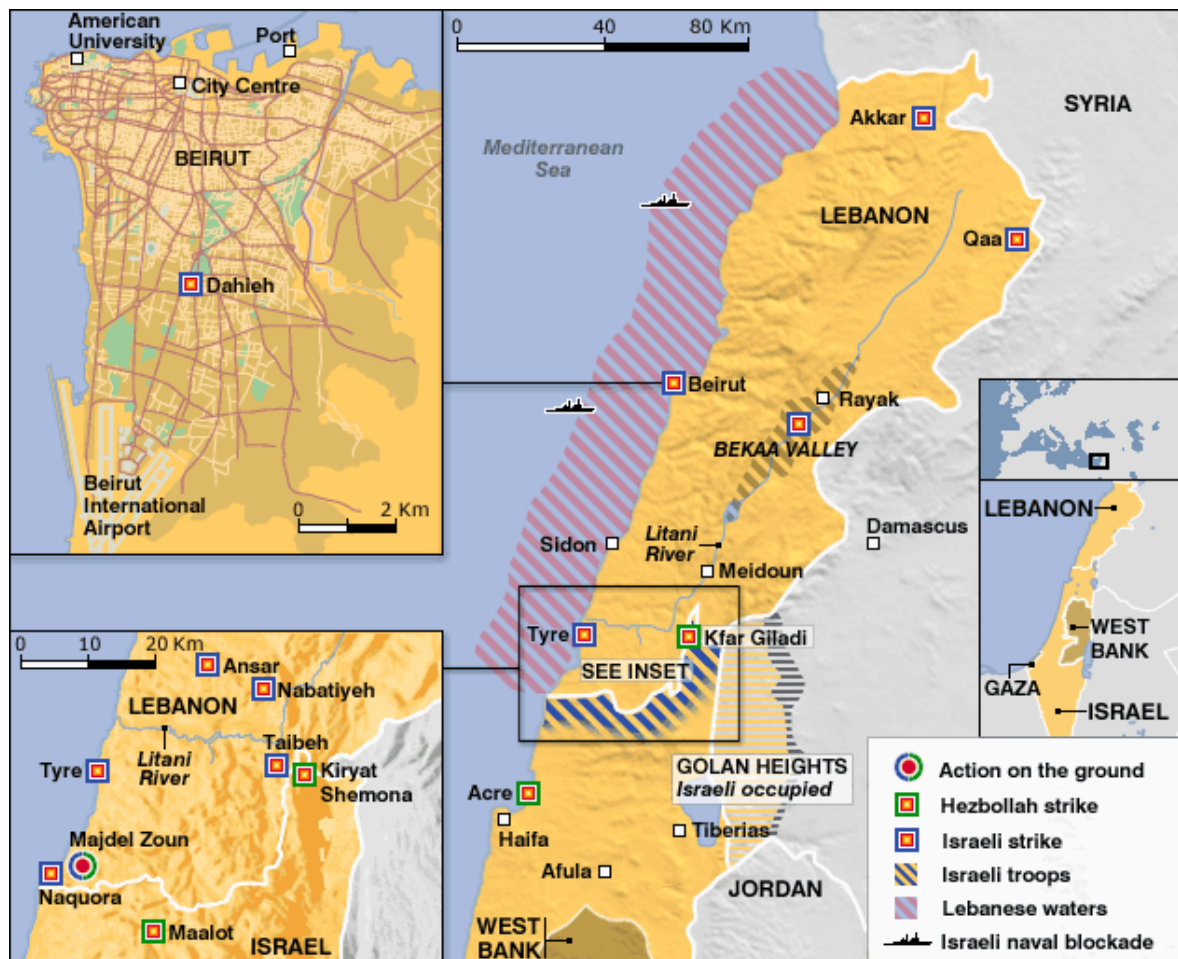 American
University
Port
City Centre
BEIRUT
Dahieh
Beirut
International
Airport
0 2 Km
0 40 80 Km
Mediterranean
Sea
SYRIA
Akkar
LEBANON
Qaa
Beirut
Rayak
BEKAA VALLEY
Litani
River
Sidon
Damascus
Meidoun
Tyre
Kfar Giladi
SEE INSET
GOLAN HEIGHTS
Israeli occupied
Acre
Haifa
Tiberias
Afula
JORDAN
WEST
BANK
0 10 20 Km
Ansar
Nabatiyeh
LEBANON
Litani
River
Taibeh
Tyre
Kiryat
Shemona
Majdel Zoun
Naquora
Maalot
ISRAEL
LEBANON
WEST
BANK
GAZA
ISRAEL
Action on the ground
Hezbollah strike
Israeli strike
Israeli troops
Lebanese waters
Israeli naval blockade